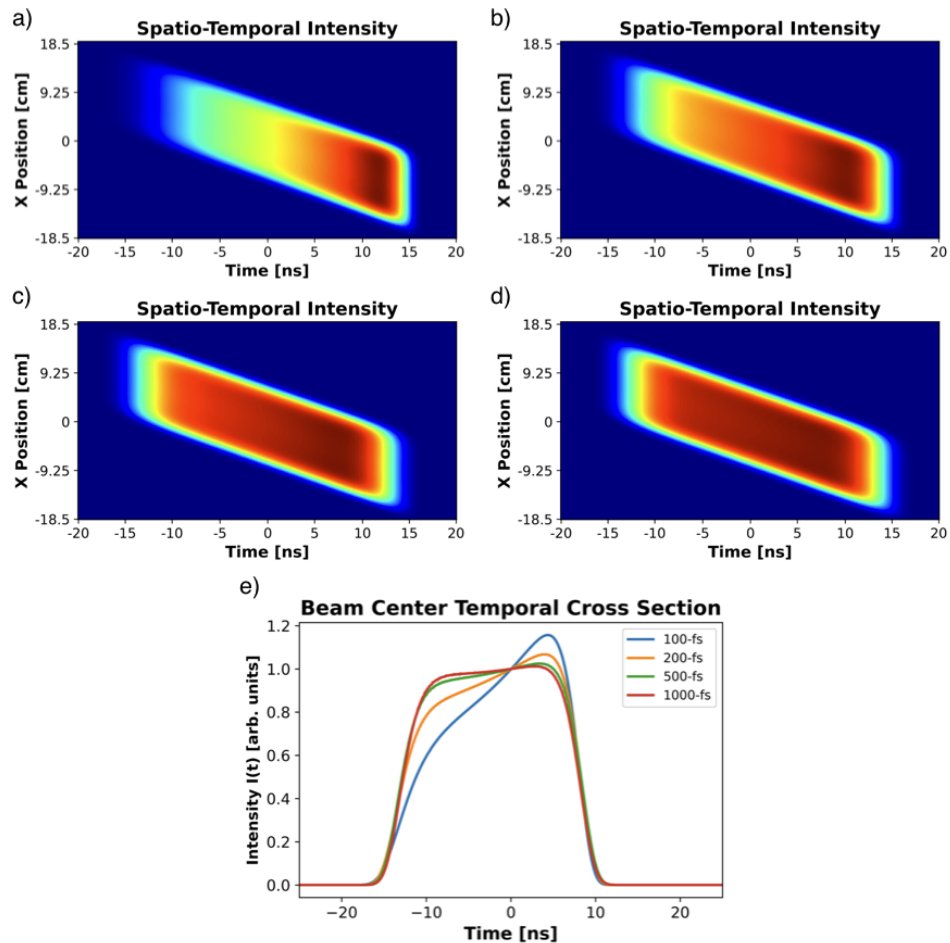 a)
Spatio-Temporal Intensity
X Position [cm]
18.5
9.25
0
-9.25
-18.5
-20 -15 -10 -5 0 5 10 15 20
Time [ns]
b)
Spatio-Temporal Intensity
X Position [cm]
18.5
9.25
0
-9.25
-18.5
-20 -15 -10 -5 0 5 10 15 20
Time [ns]
c)
Spatio-Temporal Intensity
X Position [cm]
18.5
9.25
0
-9.25
-18.5
-20 -15 -10 -5 0 5 10 15 20
Time [ns]
d)
Spatio-Temporal Intensity
X Position [cm]
18.5
9.25
0
-9.25
-18.5
-20 -15 -10 -5 0 5 10 15 20
Time [ns]
e)
Beam Center Temporal Cross Section
Intensity I(t) [arb. units]
1.2
1.0
0.8
0.6
0.4
0.2
0.0
100-fs
200-fs
500-fs
1000-fs
−20 −10 0 10 20
Time [ns]